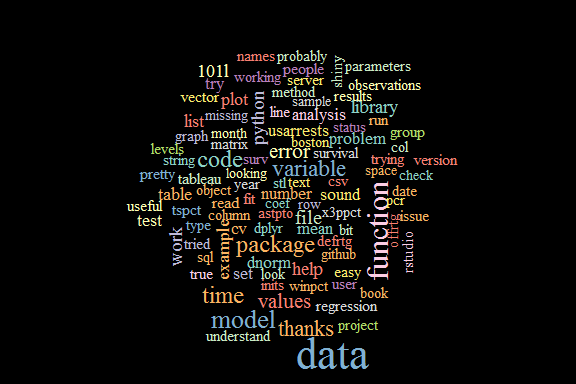 names probably
working people shiny parameters
101l try server observations
vector plot python method sample results library
list missing line analysis
graph month usarrests status problem run group
levels matrix boston error col
string code surv survival trying version
pretty tableau looking variable space check
table object year stl text csv date
useful read fit number sound function pcr
test tspct column astpto coef row x3ppct issue
work type cv dplyr file mean bit offrtg
tried example package defrtg github rstudio
sql dnorm
true set look help easy
inits winpct user book
time values regression
model thanks project
understand
data